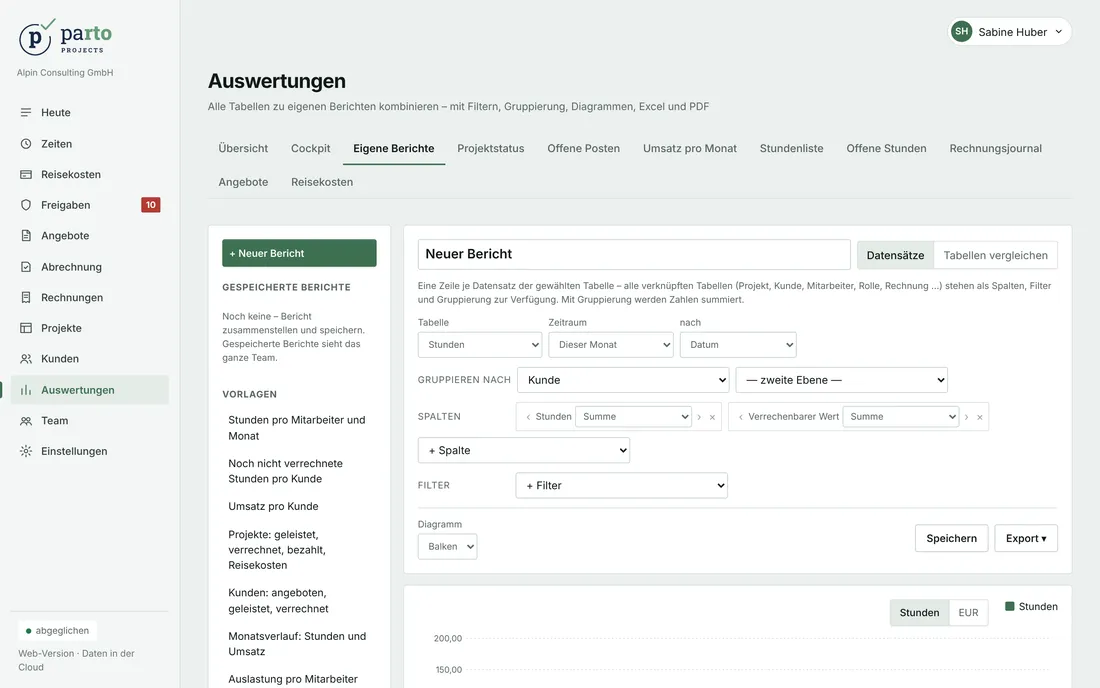 p parto
PROJECTS
Alpin Consulting GmbH
Heute
Zeiten
Reisekosten
Freigaben 10
Angebote
Abrechnung
Rechnungen
Projekte
Kunden
Auswertungen
Team
Einstellungen
abgeglichen
Web-Version · Daten in der
Cloud
SH Sabine Huber
Auswertungen
Alle Tabellen zu eigenen Berichten kombinieren – mit Filtern, Gruppierung, Diagrammen, Excel und PDF
Übersicht Cockpit Eigene Berichte Projektstatus Offene Posten Umsatz pro Monat Stundenliste Offene Stunden Rechnungsjournal
Angebote Reisekosten
+ Neuer Bericht
GESPEICHERTE BERICHTE
Noch keine – Bericht
zusammenstellen und speichern.
Gespeicherte Berichte sieht das
ganze Team.
VORLAGEN
Stunden pro Mitarbeiter und
Monat
Noch nicht verrechnete
Stunden pro Kunde
Umsatz pro Kunde
Projekte: geleistet,
verrechnet, bezahlt,
Reisekosten
Kunden: angeboten,
geleistet, verrechnet
Monatsverlauf: Stunden und
Umsatz
Auslastung pro Mitarbeiter
Neuer Bericht Datensätze Tabellen vergleichen
Eine Zeile je Datensatz der gewählten Tabelle – alle verknüpften Tabellen (Projekt, Kunde, Mitarbeiter, Rolle, Rechnung ...) stehen als Spalten, Filter
und Gruppierung zur Verfügung. Mit Gruppierung werden Zahlen summiert.
Tabelle Zeitraum nach
Stunden Dieser Monat Datum
GRUPPIEREN NACH Kunde — zweite Ebene —
SPALTEN ‹ Stunden Summe › × ‹ Verrechenbarer Wert Summe › ×
+ Spalte
FILTER + Filter
Diagramm
Balken Speichern Export ▾
Stunden EUR Stunden
200,00
150,00